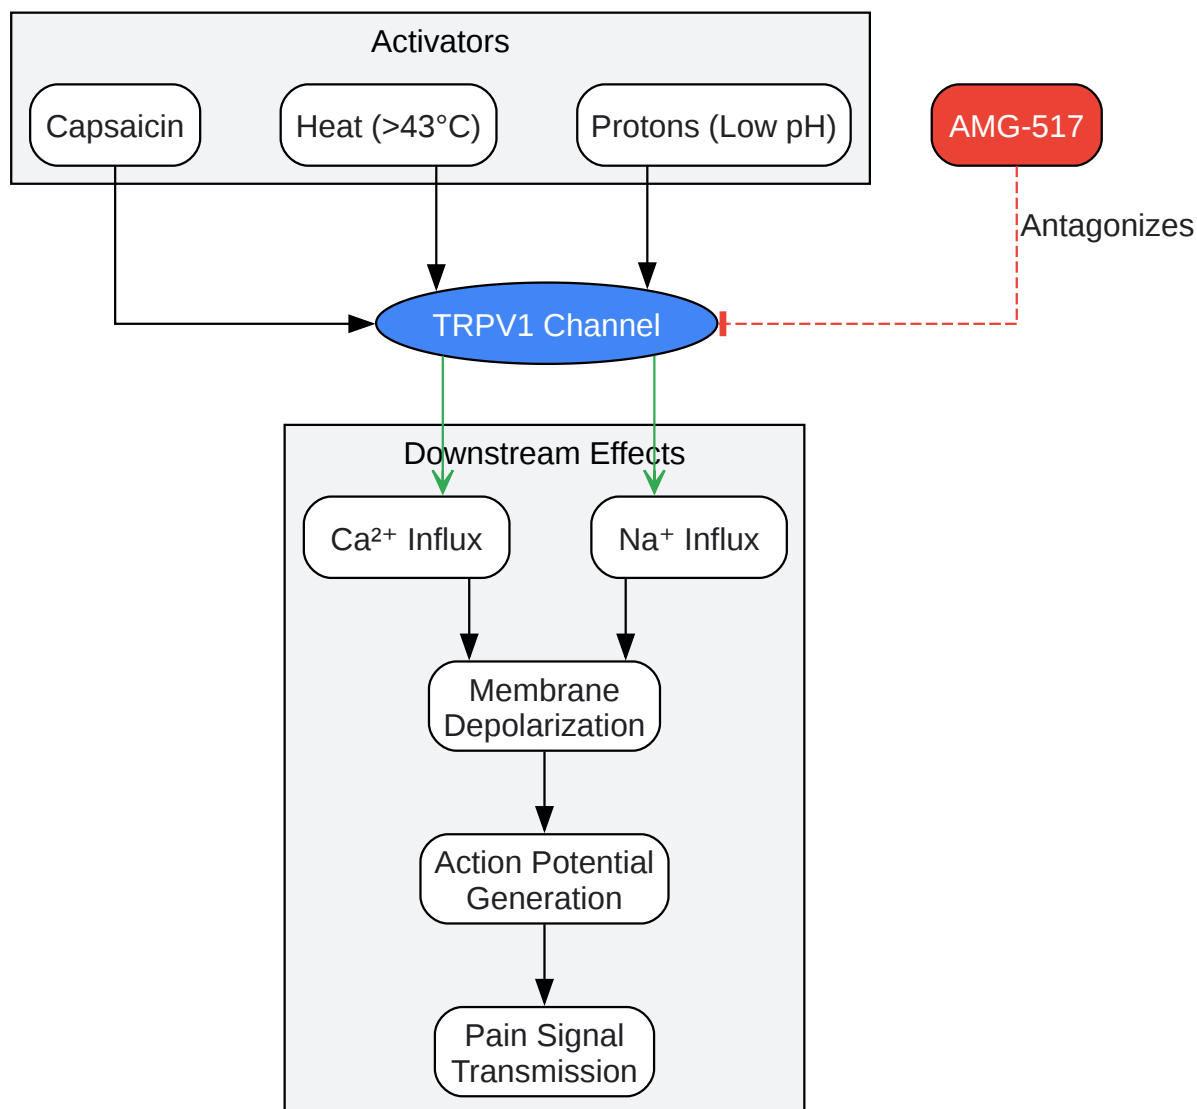 Activators
Capsaicin
Heat (>43°C)
Protons (Low pH)
AMG-517
Antagonizes
TRPV1 Channel
Downstream Effects
Ca²⁺ Influx
Na⁺ Influx
Membrane
Depolarization
Action Potential
Generation
Pain Signal
Transmission